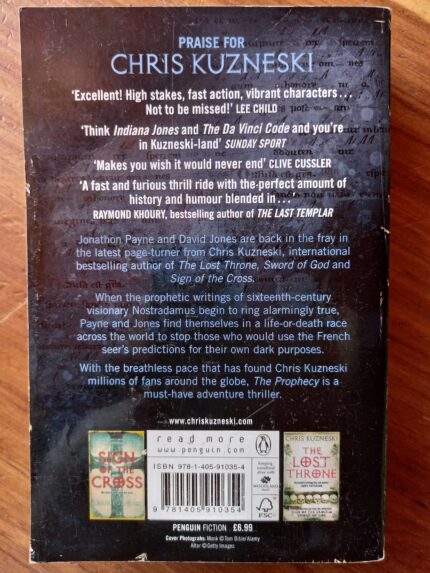 PRAISE FOR
CHRIS KUZNESKI
‘Excellent! High stakes, fast action, vibrant characters...
Not to be missed!’ LEE CHILD
‘Think Indiana Jones and The Da Vinci Code and you’re
in Kuzneski-land’ SUNDAY SPORT
‘Makes you wish it would never end’ CLIVE CUSSLER
‘A fast and furious thrill ride with the perfect amount of
history and humour blended in...’
RAYMOND KHOURY, bestselling author of THE LAST TEMPLAR
Jonathon Payne and David Jones are back in the fray in
the latest page-turner from Chris Kuzneski, international
bestselling author of The Lost Throne, Sword of God and
Sign of the Cross.
When the prophetic writings of sixteenth-century
visionary Nostradamus begin to ring alarmingly true,
Payne and Jones find themselves in a life-or-death race
across the world to stop those who would use the French
seer’s predictions for their own dark purposes.
With the breathless pace that has found Chris Kuzneski
millions of fans around the globe, The Prophecy is a
must-have adventure thriller.
www.chriskuzneski.com
read more
www.penguin.com
ISBN 978-1-405-91035-4
9 781405 910354
SIGN
OF THE
CROSS
FSC
CHRIS KUZNESKI
THE
LOST
THRONE
PENGUIN FICTION £6.99
Cover Photographs: Monk © Tom Bible/Alamy
Altar © Getty Images